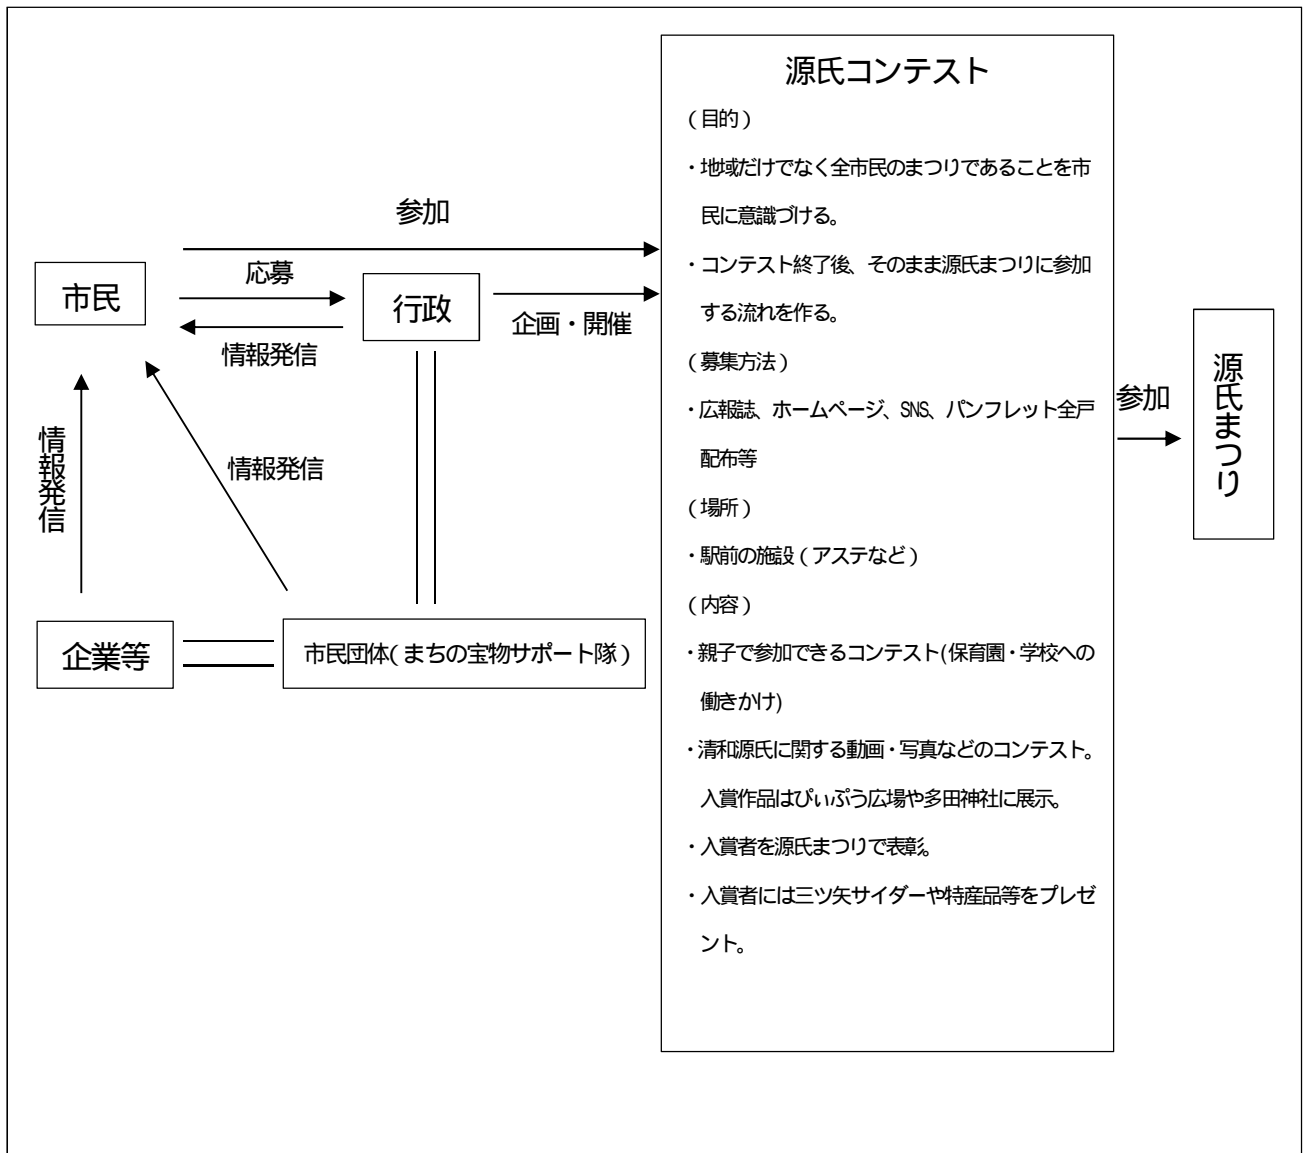 源氏コンテスト
（目的）
・地域だけでなく全市民のまつりであることを市
民に意識づける。
・コンテスト終了後、そのまま源氏まつりに参加
する流れを作る。
（募集方法）
・広報誌、ホームページ、SNS、パンフレット全戸
配布等
（場所）
・駅前の施設（アステなど）
（内容）
・親子で参加できるコンテスト(保育園・学校への
働きかけ)
・清和源氏に関する動画・写真などのコンテスト。
入賞作品はぴぃぷう広場や多田神社に展示。
・入賞者を源氏まつりで表彰。
・入賞者には三ツ矢サイダーや特産品等をプレゼ
ント。
参加
市民
応募
行政
企画・開催
情報発信
情報発信
情報発信
企業等
市民団体（まちの宝物サポート隊）
参加
源氏まつり